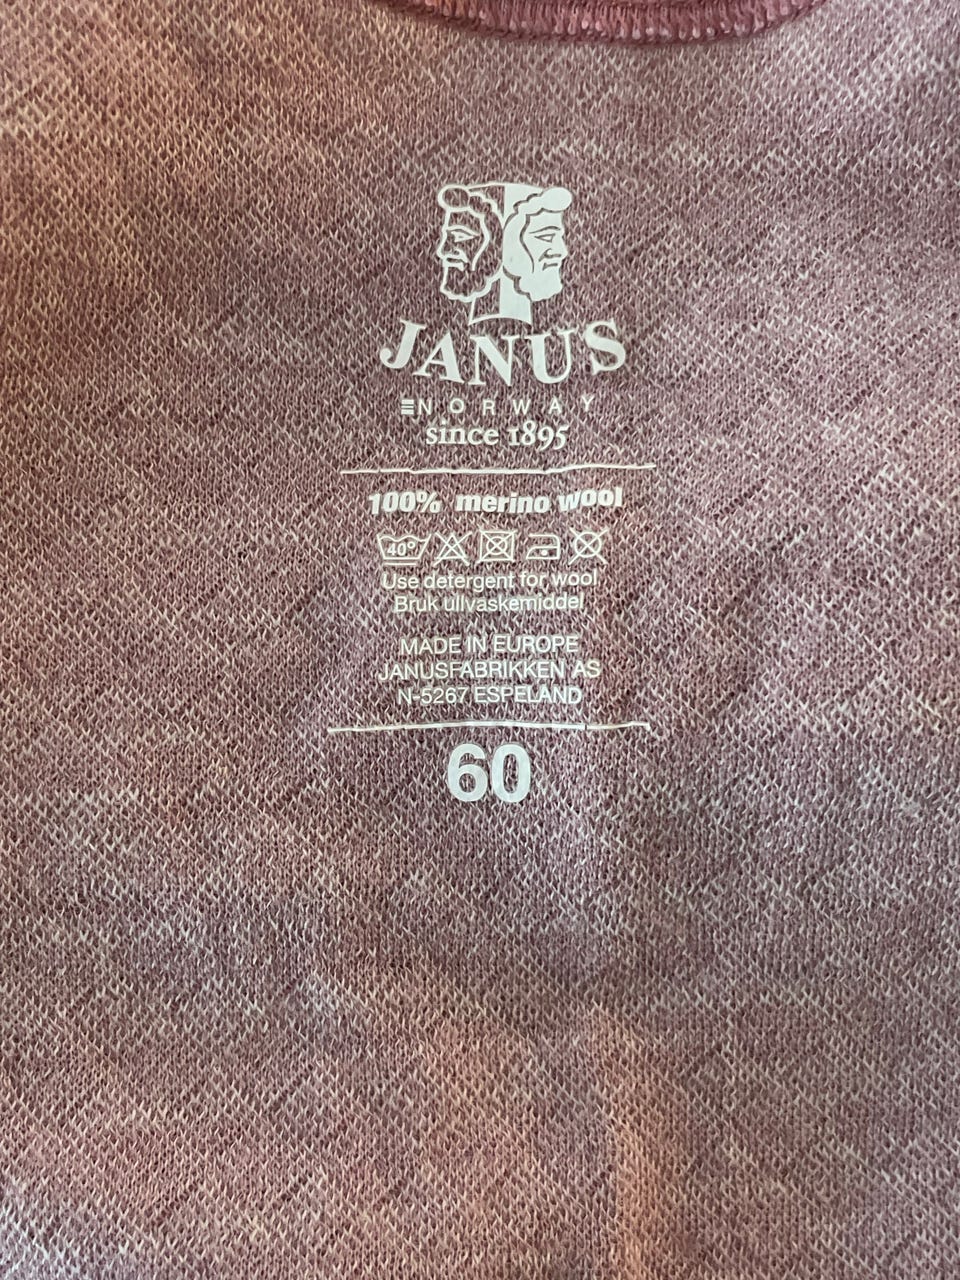 JANUS
NORWAY
since 1895
100% merino wool
40°
Use detergent for wool
Bruk ullvaskemiddel
MADE IN EUROPE
JANUSFABRIKKEN AS
N-5267 ESPELAND
60